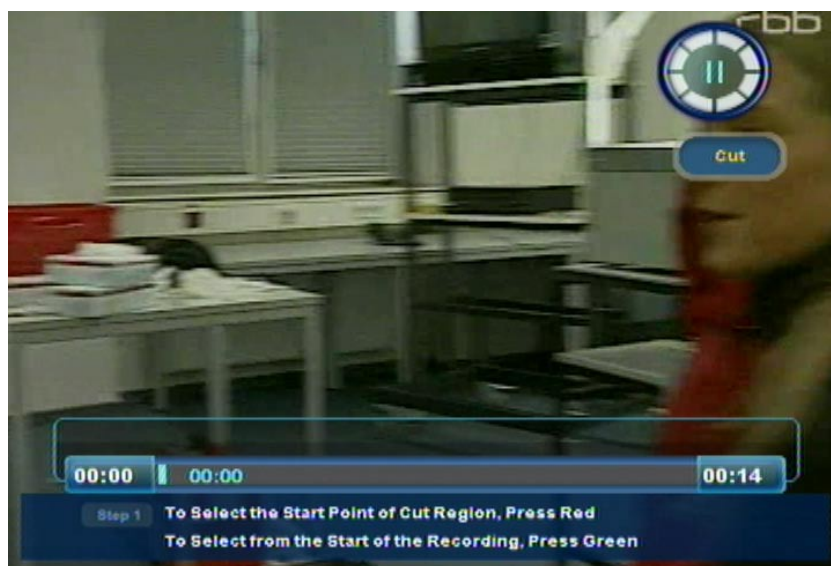 rbb
Cut
00:00
00:00
00:14
Step 1
To Select the Start Point of Cut Region, Press Red
To Select from the Start of the Recording, Press Green